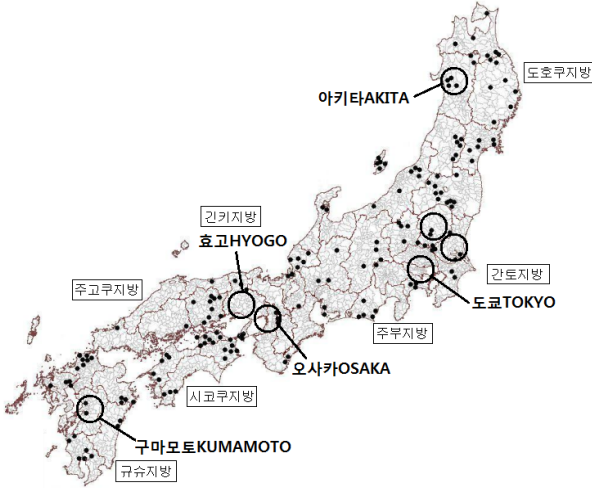 도호쿠지방
아키타AKITA
긴키지방
효고HYOGO
간토지방
주고쿠지방
도쿄TOKYO
주부지방
오사카OSAKA
시코쿠지방
구마모토KUMAMOTO
규슈지방